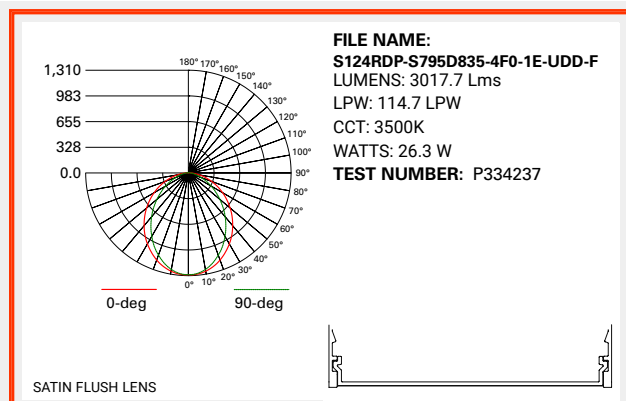 FILE NAME:
S124RDP-S795D835-4F0-1E-UDD-F
LUMENS: 3017.7 Lms
LPW: 114.7 LPW
CCT: 3500K
WATTS: 26.3 W
TEST NUMBER: P334237
1,310
983
655
328
0.0
180° 170° 160° 150° 140° 130° 120° 110° 100° 90° 80° 70° 60° 50° 40° 30° 20° 10° 0°
0-deg
90-deg
SATIN FLUSH LENS